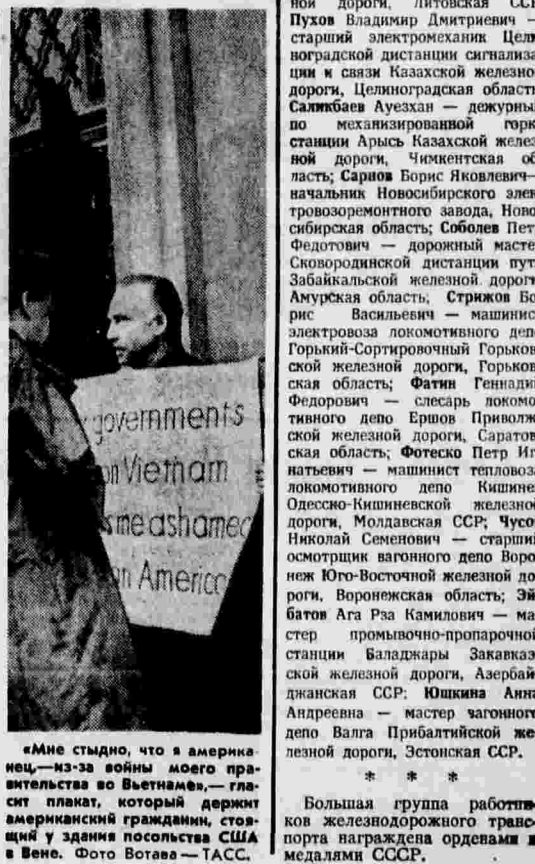 governments
on Vietnam
me ashamed
an America
«Мне стыдно, что я америка-
нец,—из-за войны моего пра-
вительства во Вьетнаме»,— гла-
сит плакат, который держит
американский гражданин, стоя-
щий у здания посольства США
в Вене. Фото Вотава — ТАСС.
ной дороги, Литовская ССР
Пухов Владимир Дмитриевич —
старший электромеханик Цели
ноградской дистанции сигнализа
ции и связи Казахской железно
дороги, Целиноградская область
Саликбаев Ауезхан — дежурны
по механизированной горк
станции Арысь Казахской желез
ной дороги, Чимкентская об
ласть; Сарнов Борис Яковлевич—
начальник Новосибирского элек
тровозоремонтного завода, Ново
сибирская область; Соболев Петр
Федотович — дорожный масте
Сковородинской дистанции пут
Забайкальской железной дороги
Амурская область; Стрижов Бо
рис Васильевич — машинис
электровоза локомотивного депо
Горький-Сортировочный Горьков
ской железной дороги, Горьков
ская область; Фатин Геннадий
Федорович — слесарь локомо
тивного депо Ершов Приволж
ской железной дороги, Саратов
ская область; Фотеско Петр Иг
натьевич — машинист тепловоза
локомотивного депо Кишине
Одесско-Кишиневской железной
дороги, Молдавская ССР; Чусо
Николай Семенович — старший
осмотрщик вагонного депо Воро
неж Юго-Восточной железной до
роги, Воронежская область; Эй
батов Ага Рза Камилович — ма
стер промывочно-пропарочной
станции Баладжары Закавказ
ской железной дороги, Азербай
джанская ССР; Юшкина Анна
Андреевна — мастер вагонного
депо Валга Прибалтийской же
лезной дороги, Эстонская ССР.
* * *
Большая группа работни
ков железнодорожного транс
порта награждена орденами и
медалями СССР.